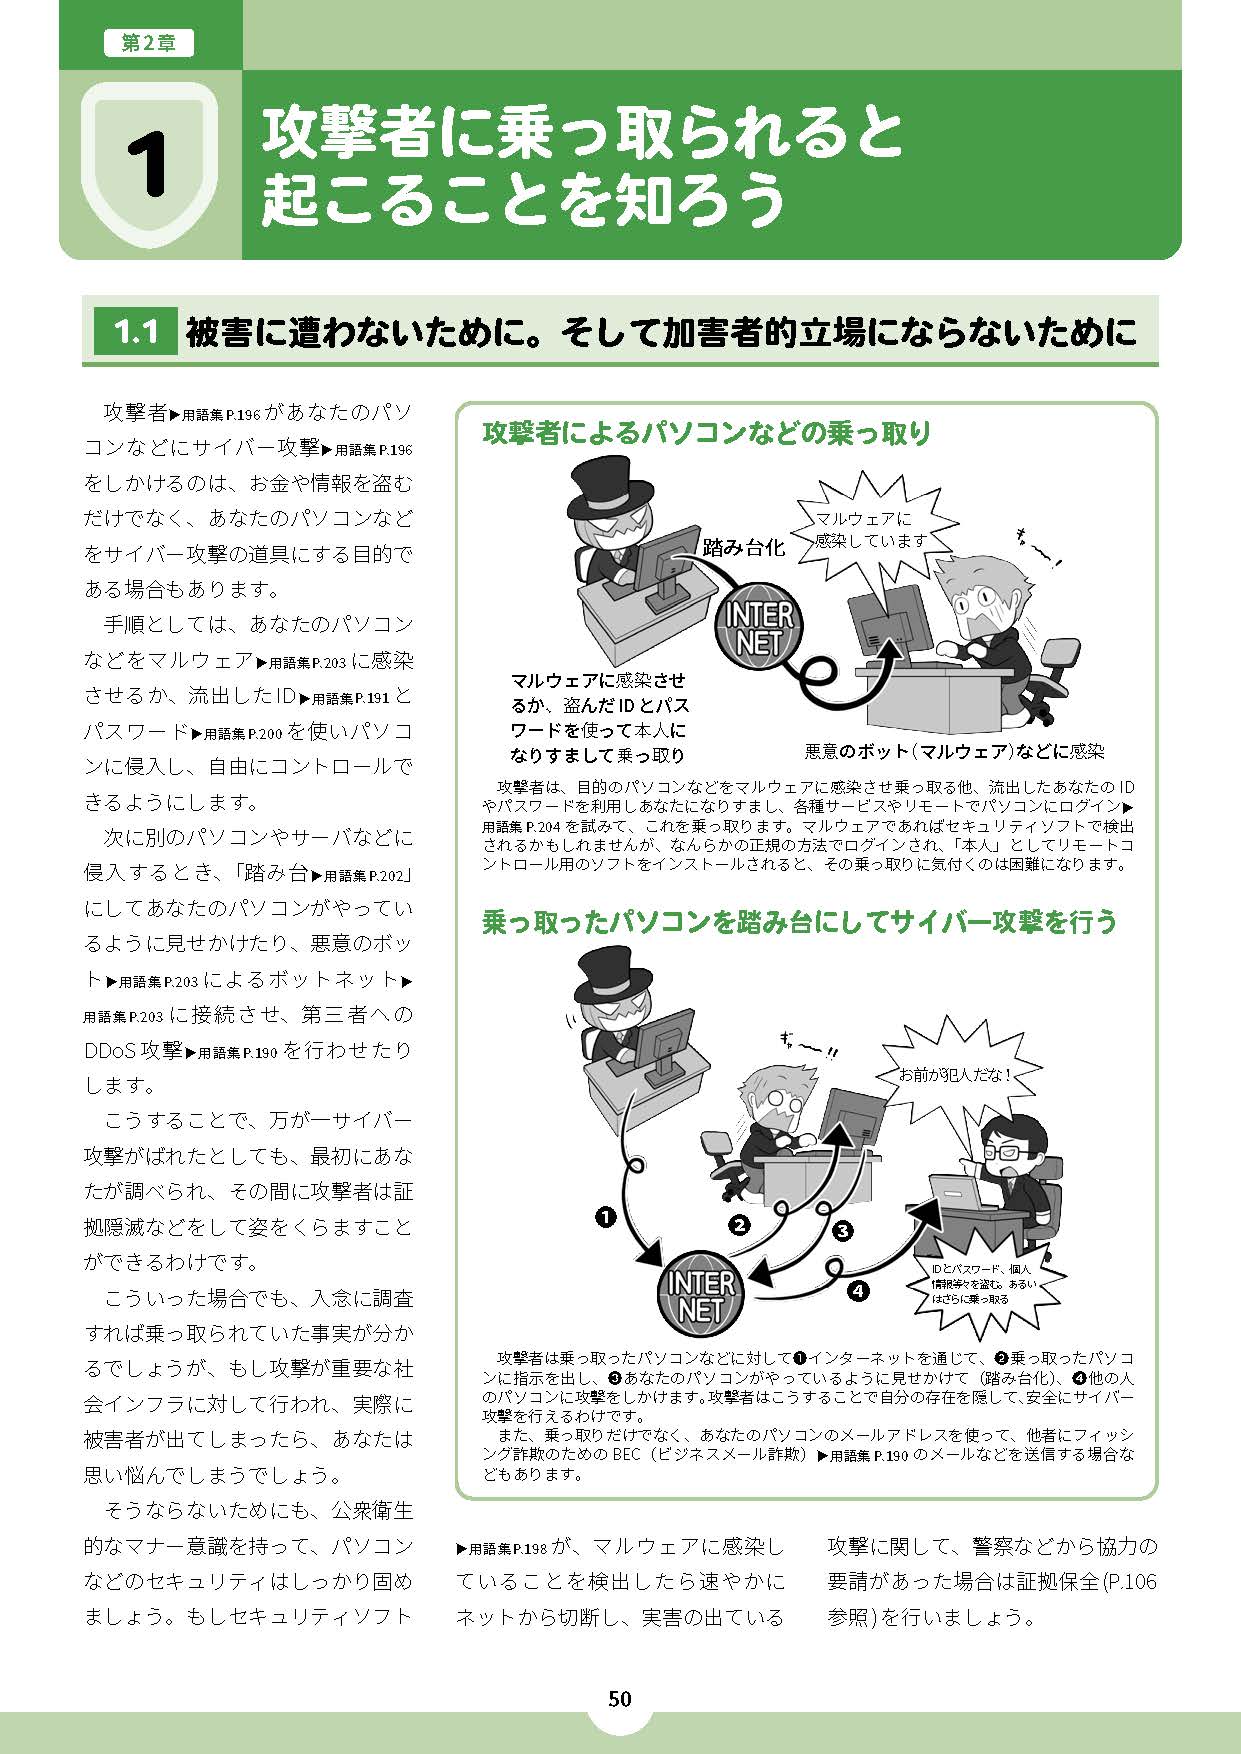 第2章
1
攻撃者に乗っ取られると
起こることを知ろう
1.1 被害に遭わないために。そして加害者的立場にならないために
攻撃者▶用語集P.196があなたのパソ
コンなどにサイバー攻撃▶用語集P.196
をしかけるのは、お金や情報を盗む
だけでなく、あなたのパソコンなど
をサイバー攻撃の道具にする目的で
ある場合もあります。
手順としては、あなたのパソコン
などをマルウェア▶用語集P.203に感染
させるか、流出したID▶用語集P.191と
パスワード▶用語集P.200を使いパソコ
ンに侵入し、自由にコントロールで
きるようにします。
次に別のパソコンやサーバなどに
侵入するとき、「踏み台▶用語集P.202」
にしてあなたのパソコンがやってい
るように見せかけたり、悪意のボッ
ト▶用語集P.203によるボットネット▶
用語集P.203に接続させ、第三者への
DDoS攻撃▶用語集P.190を行わせたり
します。
こうすることで、万が一サイバー
攻撃がばれたとしても、最初にあな
たが調べられ、その間に攻撃者は証
拠隠滅などをして姿をくらますこと
ができるわけです。
こういった場合でも、入念に調査
すれば乗っ取られていた事実が分か
るでしょうが、もし攻撃が重要な社
会インフラに対して行われ、実際に
被害者が出てしまったら、あなたは
思い悩んでしまうでしょう。
そうならないためにも、公衆衛生
的なマナー意識を持って、パソコン
などのセキュリティはしっかり固め
ましょう。もしセキュリティソフト
▶用語集P.198が、マルウェアに感染し
ていることを検出したら速やかに
ネットから切断し、実害の出ている
攻撃に関して、警察などから協力の
要請があった場合は証拠保全(P.106
参照)を行いましょう。
攻撃者によるパソコンなどの乗っ取り
踏み台化
マルウェアに
感染しています
INTER
NET
マルウェアに感染させ
るか、盗んだIDとパス
ワードを使って本人に
なりすまして乗っ取り
悪意のボット(マルウェア)などに感染
攻撃者は、目的のパソコンなどをマルウェアに感染させ乗っ取る他、流出したあなたのID
やパスワードを利用しあなたになりすまし、各種サービスやリモートでパソコンにログイン▶
用語集P.204を試みて、これを乗っ取ります。マルウェアであればセキュリティソフトで検出
されるかもしれませんが、なんらかの正規の方法でログインされ、「本人」としてリモートコ
ントロール用のソフトをインストールされると、その乗っ取りに気付くのは困難になります。
乗っ取ったパソコンを踏み台にしてサイバー攻撃を行う
お前が犯人だな！
❶
❷
❸
❹
INTER
NET
IDとパスワード、個人
情報等々を盗む。あるい
はさらに乗っ取る
攻撃者は乗っ取ったパソコンなどに対して❶インターネットを通じて、❷乗っ取ったパソコ
ンに指示を出し、❸あなたのパソコンがやっているように見せかけて（踏み台化）、❹他の人
のパソコンに攻撃をしかけます。攻撃者はこうすることで自分の存在を隠して、安全にサイバー
攻撃を行えるわけです。
また、乗っ取りだけでなく、あなたのパソコンのメールアドレスを使って、他者にフィッシ
ング詐欺のためのBEC（ビジネスメール詐欺）▶用語集P.190のメールなどを送信する場合な
どもあります。
50